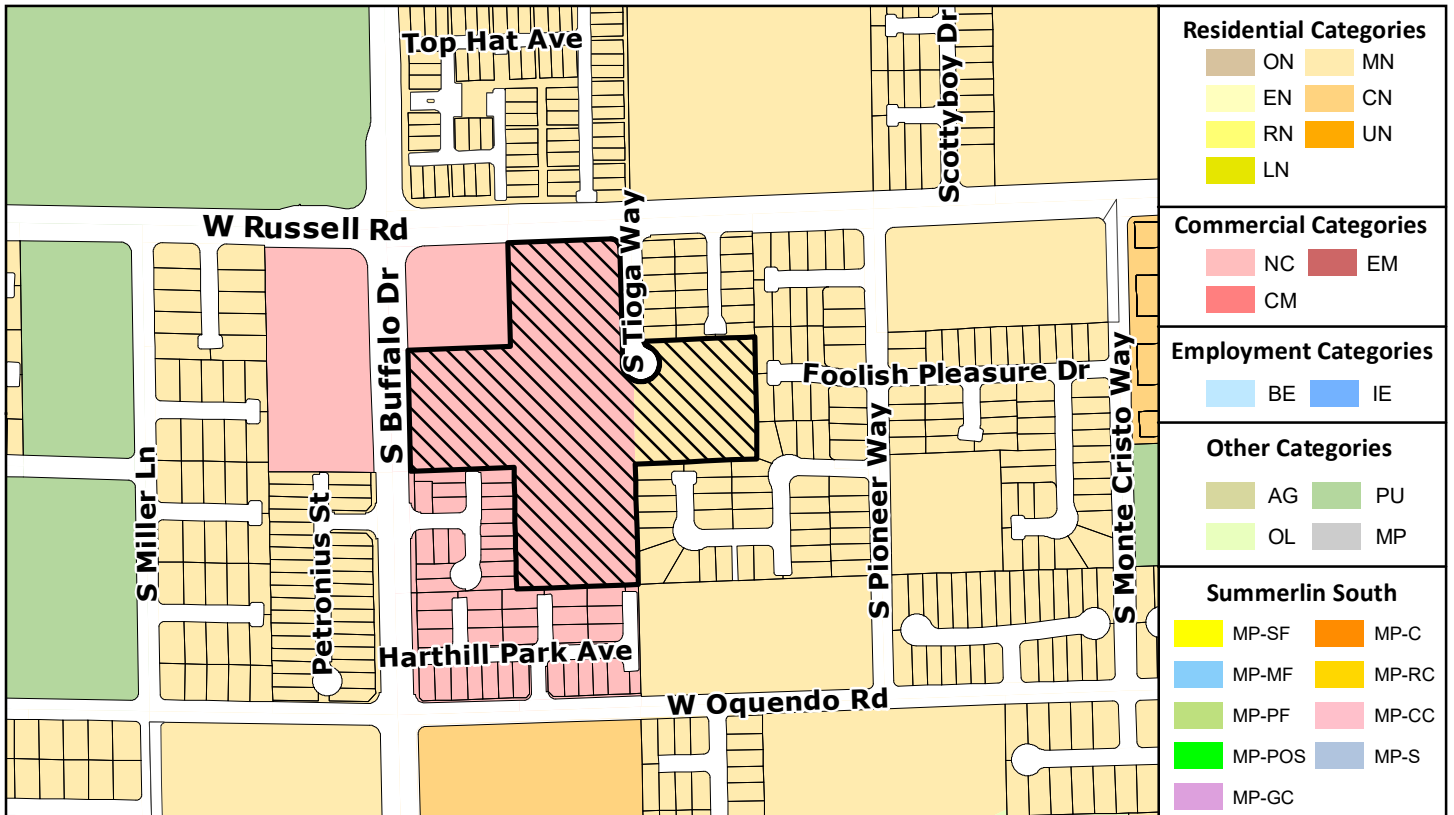 Top Hat Ave
Scottyboy Dr
W Russell Rd
S Tioga Way
S Buffalo Dr
Foolish Pleasure Dr
S Monte Cristo Way
S Pioneer Way
S Miller Ln
Petronius St
Harthill Park Ave
W Oquendo Rd
Residential Categories
ON MN
EN CN
RN UN
LN
Commercial Categories
NC EM
CM
Employment Categories
BE IE
Other Categories
AG PU
OL MP
Summerlin South
MP-SF MP-C
MP-MF MP-RC
MP-PF MP-CC
MP-POS MP-S
MP-GC